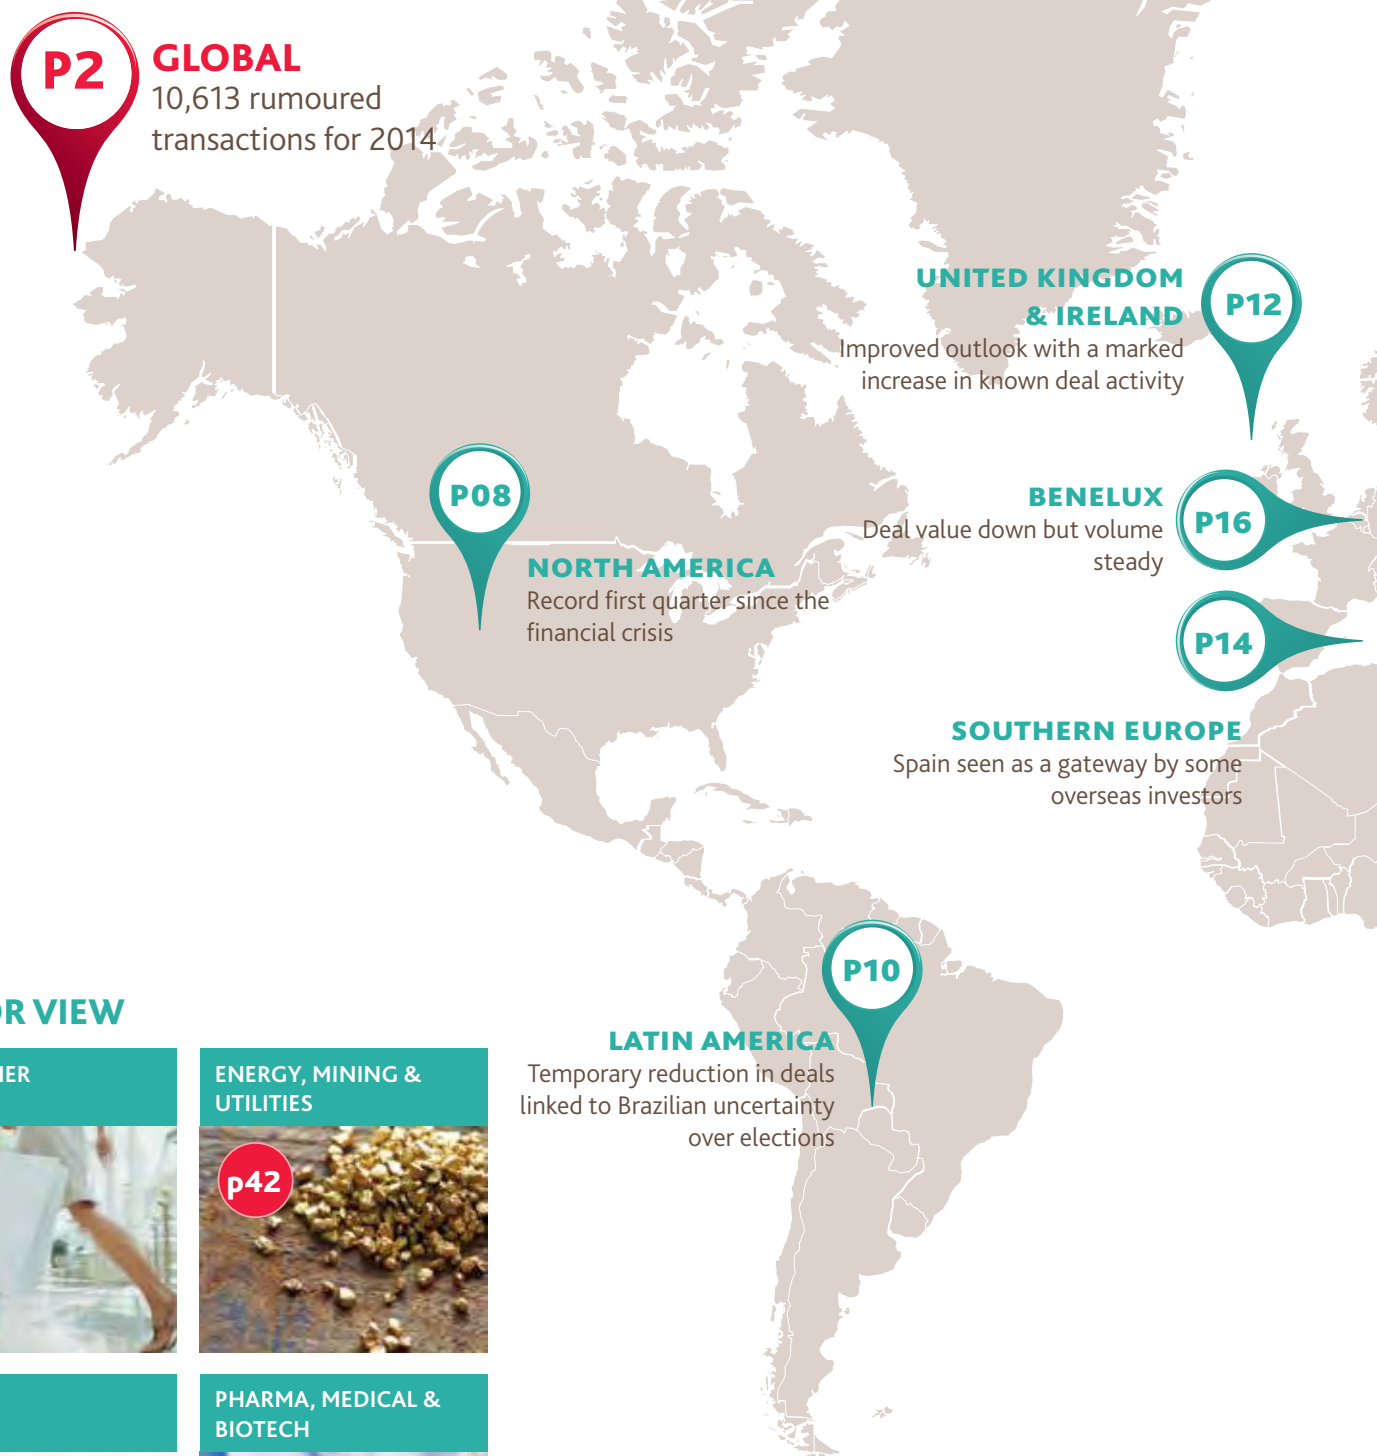 P2
GLOBAL
10,613 rumoured
transactions for 2014
UNITED KINGDOM
& IRELAND
Improved outlook with a marked
increase in known deal activity
P12
P08
NORTH AMERICA
Record first quarter since the
financial crisis
BENELUX
Deal value down but volume
steady
P16
P14
SOUTHERN EUROPE
Spain seen as a gateway by some
overseas investors
P10
LATIN AMERICA
Temporary reduction in deals
linked to Brazilian uncertainty
over elections
VIEW
ENERGY, MINING &
UTILITIES
p42
PHARMA, MEDICAL &
BIOTECH